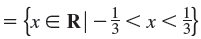 = {x ∈ R | −1/3 < x < 1/3}